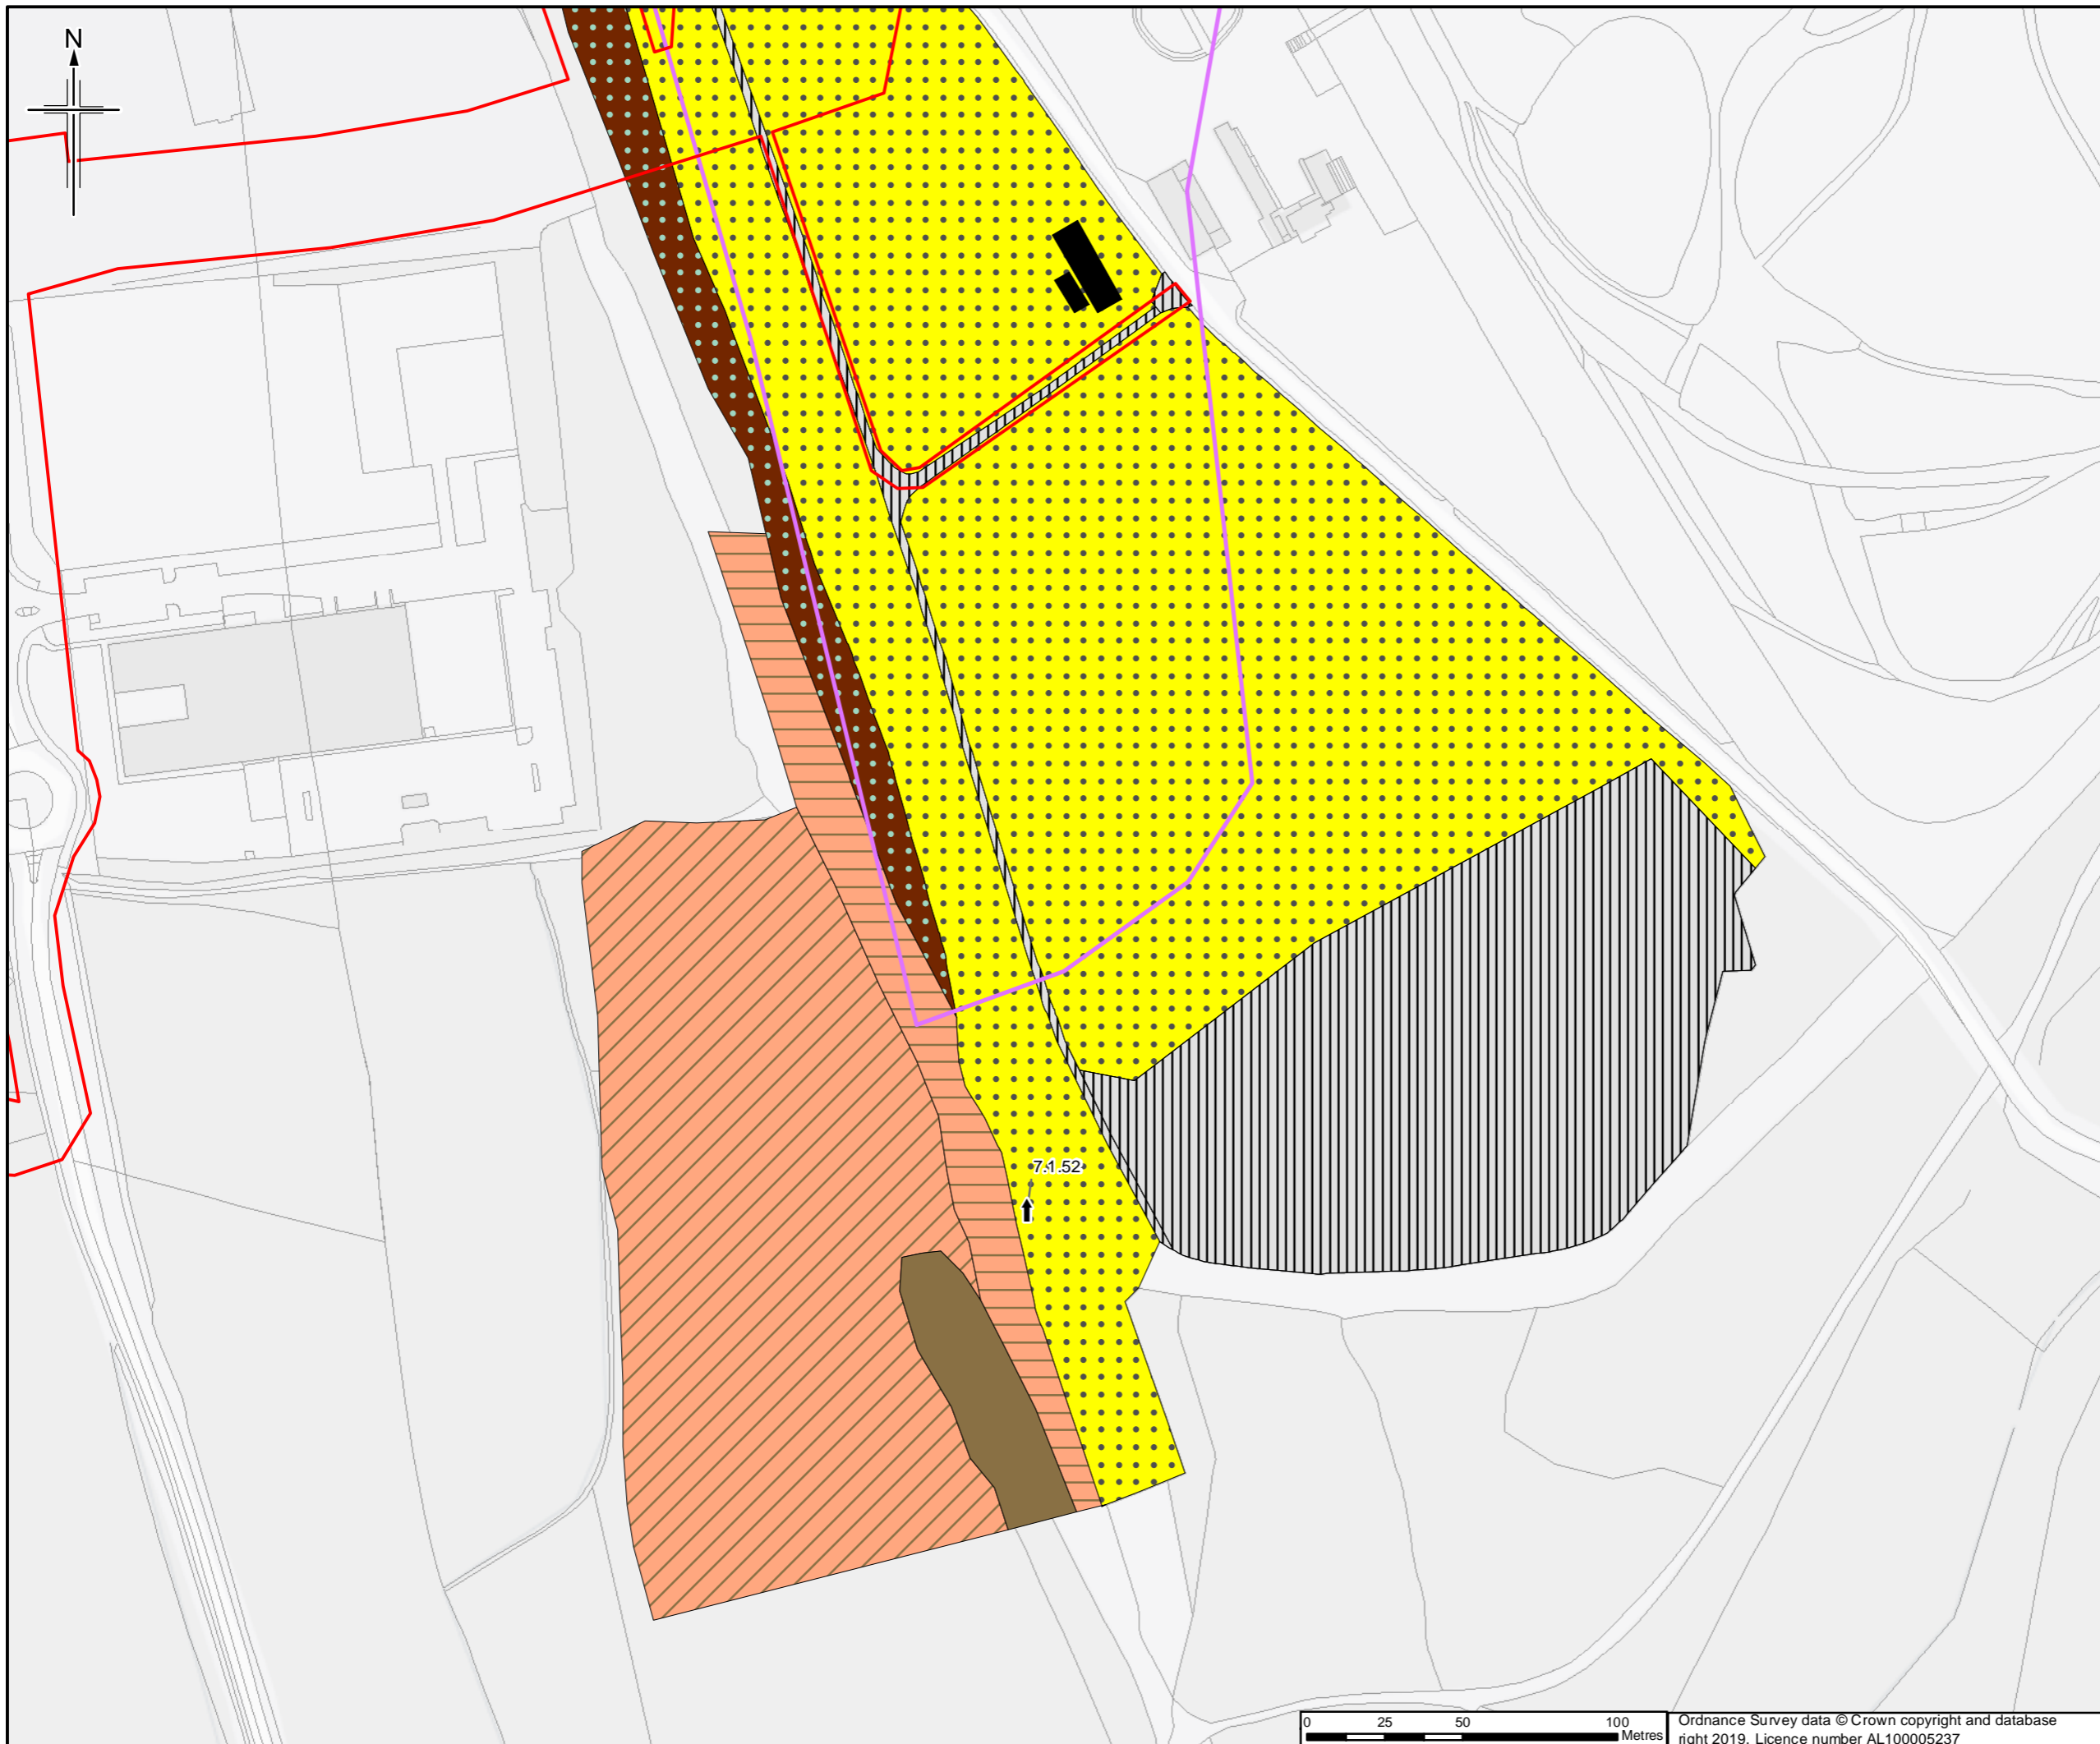 N
7.1.52
0 25 50 100
Metres
Ordnance Survey data © Crown copyright and database
right 2019. Licence number AL100005237